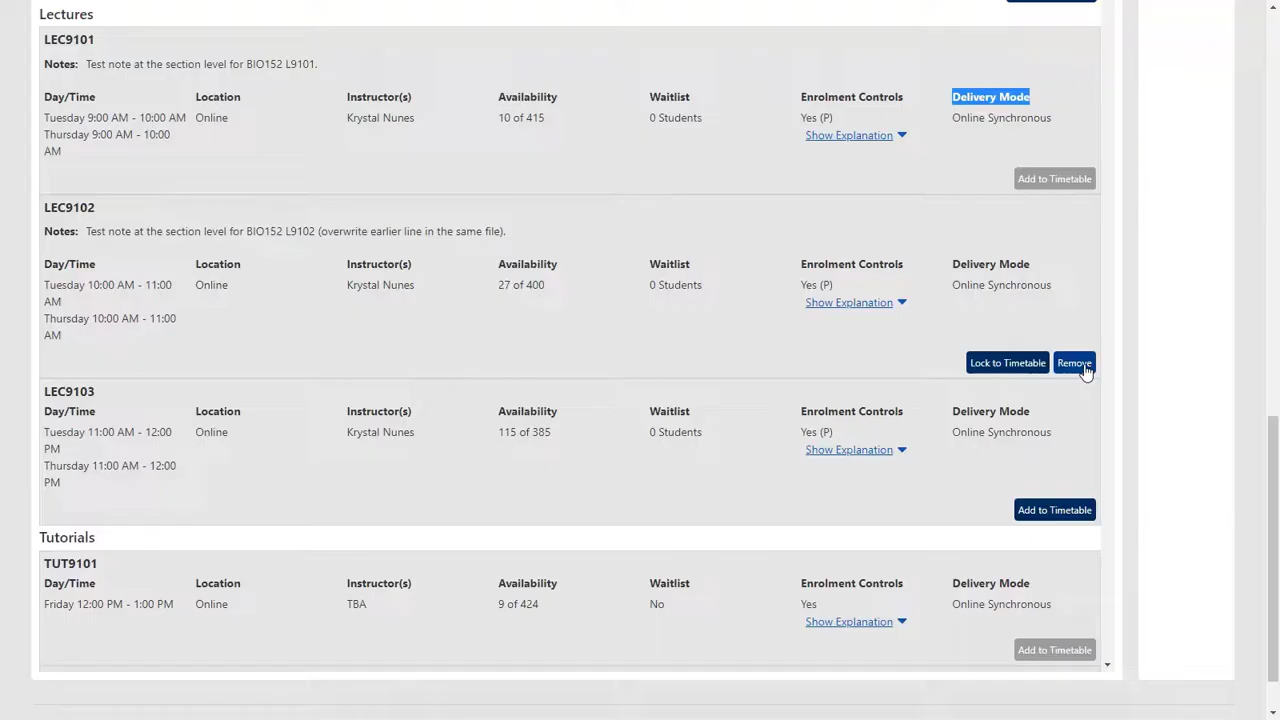 Lectures
LEC9101
Notes: Test note at the section level for BIO152 L9101.
Day/Time Location Instructor(s) Availability Waitlist Enrolment Controls Delivery Mode
Tuesday 9:00 AM - 10:00 AM Online Krystal Nunes 10 of 415 0 Students Yes (P) Online Synchronous
Thursday 9:00 AM - 10:00 Show Explanation
AM
Add to Timetable
LEC9102
Notes: Test note at the section level for BIO152 L9102 (overwrite earlier line in the same file).
Day/Time Location Instructor(s) Availability Waitlist Enrolment Controls Delivery Mode
Tuesday 10:00 AM - 11:00 Online Krystal Nunes 27 of 400 0 Students Yes (P) Online Synchronous
AM Show Explanation
Thursday 10:00 AM - 11:00
AM
Lock to Timetable Remove
LEC9103
Day/Time Location Instructor(s) Availability Waitlist Enrolment Controls Delivery Mode
Tuesday 11:00 AM - 12:00 Online Krystal Nunes 115 of 385 0 Students Yes (P) Online Synchronous
PM Show Explanation
Thursday 11:00 AM - 12:00
PM
Add to Timetable
Tutorials
TUT9101
Day/Time Location Instructor(s) Availability Waitlist Enrolment Controls Delivery Mode
Friday 12:00 PM - 1:00 PM Online TBA 9 of 424 No Yes Online Synchronous
Show Explanation
Add to Timetable